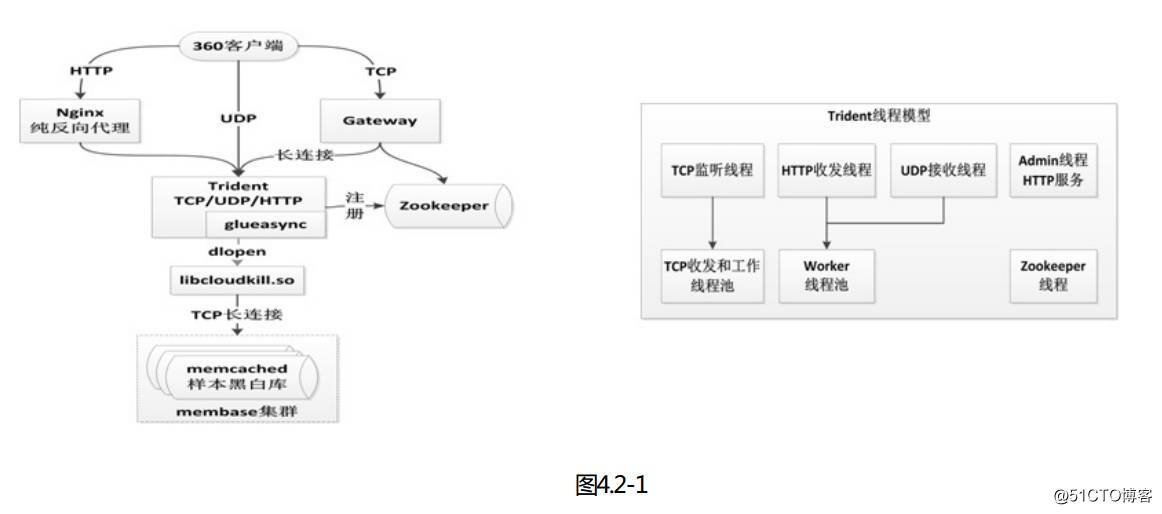 360客户端
HTTP
TCP
UDP
Nginx
纯反向代理
Gateway
长连接
Trident
TCP/UDP/HTTP
glueasync
注
册
Zookeeper
dlopen
libcloudkill.so
TCP长连接
memcached
样本黑白库
membase集群
Trident线程模型
TCP监听线程
HTTP收发线程
UDP接收线程
Admin线程
HTTP服务
TCP收发和工作
线程池
Worker
线程池
Zookeeper
线程
图4.2-1
@51CTO博客